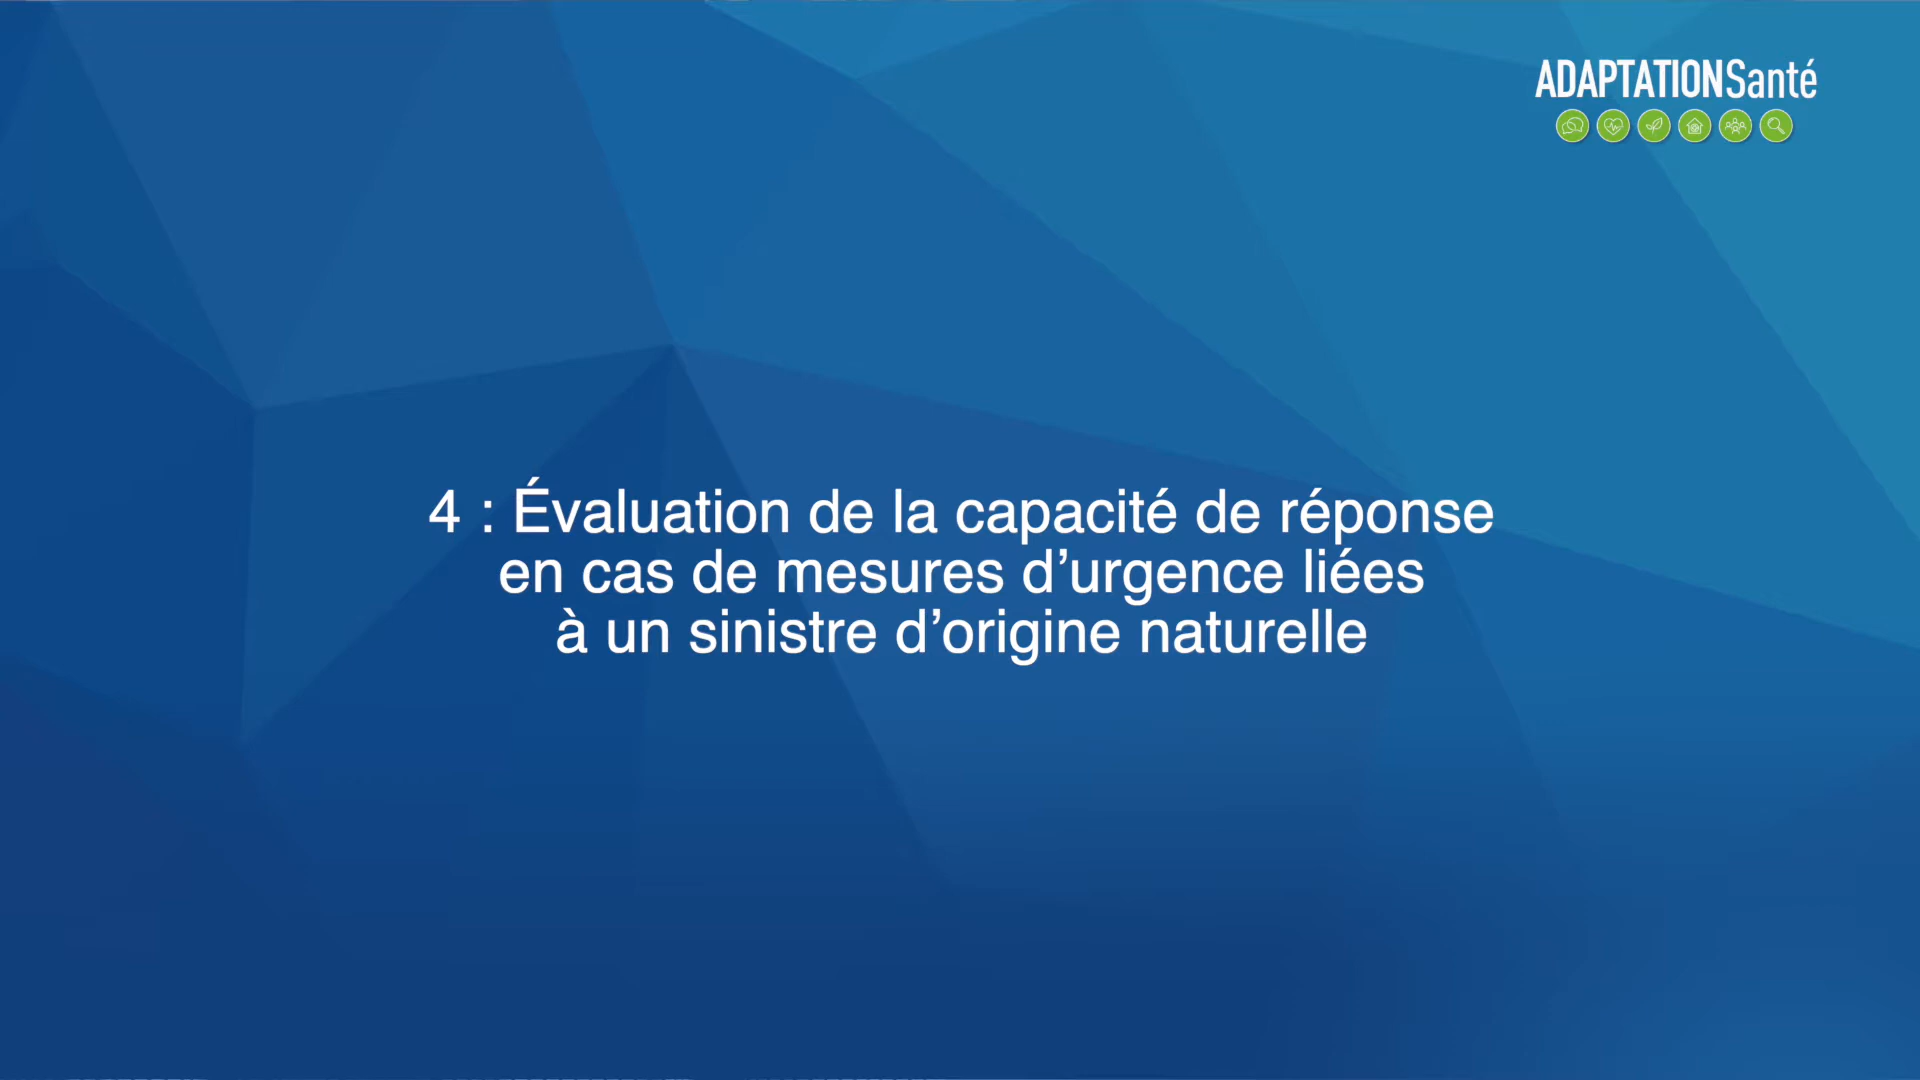 ADAPTATIONSanté
4 : Évaluation de la capacité de réponse
en cas de mesures d’urgence liées
à un sinistre d’origine naturelle